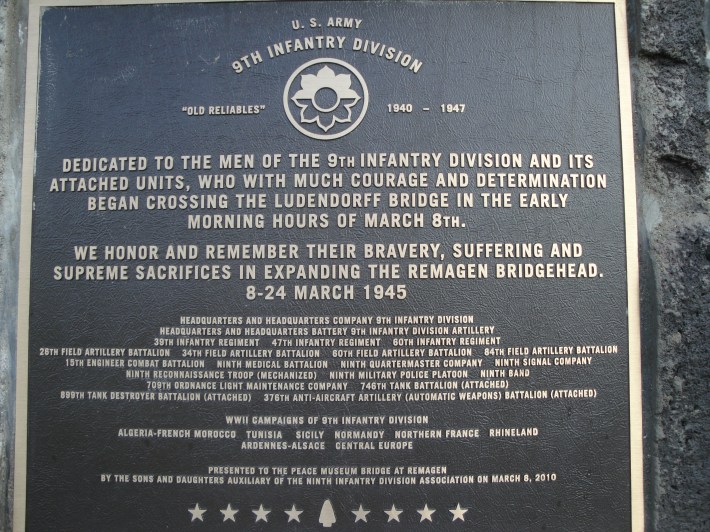 U. S. ARMY
9TH INFANTRY DIVISION
"OLD RELIABLES" 1940 - 1947
DEDICATED TO THE MEN OF THE 9TH INFANTRY DIVISION AND ITS
ATTACHED UNITS, WHO WITH MUCH COURAGE AND DETERMINATION
BEGAN CROSSING THE LUDENDORFF BRIDGE IN THE EARLY
MORNING HOURS OF MARCH 8TH.
WE HONOR AND REMEMBER THEIR BRAVERY, SUFFERING AND
SUPREME SACRIFICES IN EXPANDING THE REMAGEN BRIDGEHEAD.
8-24 MARCH 1945
HEADQUARTERS AND HEADQUARTERS COMPANY 9TH INFANTRY DIVISION
HEADQUARTERS AND HEADQUARTERS BATTERY 9TH INFANTRY DIVISION ARTILLERY
39TH INFANTRY REGIMENT 47TH INFANTRY REGIMENT 60TH INFANTRY REGIMENT
26TH FIELD ARTILLERY BATTALION 34TH FIELD ARTILLERY BATTALION 60TH FIELD ARTILLERY BATTALION 84TH FIELD ARTILLERY BATTALION
15TH ENGINEER COMBAT BATTALION NINTH MEDICAL BATTALION NINTH QUARTERMASTER COMPANY NINTH SIGNAL COMPANY
NINTH RECONNAISSANCE TROOP (MECHANIZED) NINTH MILITARY POLICE PLATOON NINTH BAND
709TH ORDNANCE LIGHT MAINTENANCE COMPANY 746TH TANK BATTALION (ATTACHED)
899TH TANK DESTROYER BATTALION (ATTACHED) 376TH ANTI-AIRCRAFT ARTILLERY (AUTOMATIC WEAPONS) BATTALION (ATTACHED)
WWII CAMPAIGNS OF 9TH INFANTRY DIVISION
ALGERIA-FRENCH MOROCCO TUNISIA SICILY NORMANDY NORTHERN FRANCE RHINELAND
ARDENNES-ALSACE CENTRAL EUROPE
PRESENTED TO THE PEACE MUSEUM BRIDGE AT REMAGEN
BY THE SONS AND DAUGHTERS AUXILIARY OF THE NINTH INFANTRY DIVISION ASSOCIATION ON MARCH 8, 2010